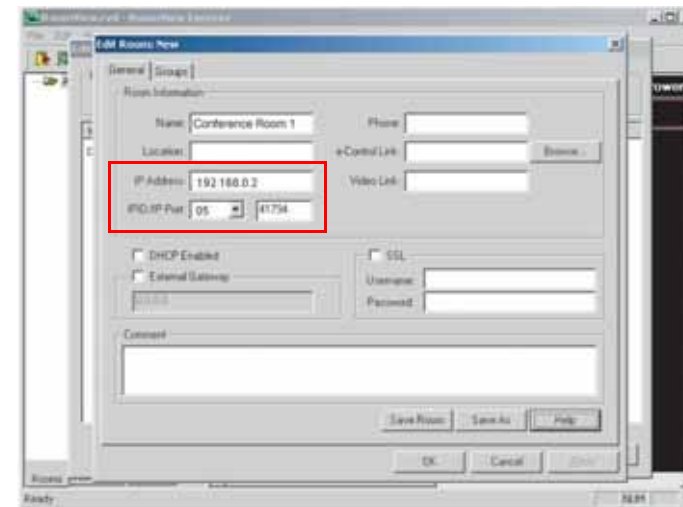 Edit Room: New
General Groups
Room Information
Name: Conference Room 1 Phone:
Location: e-Control Link: Browse...
IP Address: 192.168.0.2 Video Link:
IPID/IP Port: 05 41794
DHCP Enabled SSL
External Gateway Username:
Password:
Comment
Save Room Save As Help
OK Cancel
Rooms
Ready NUM